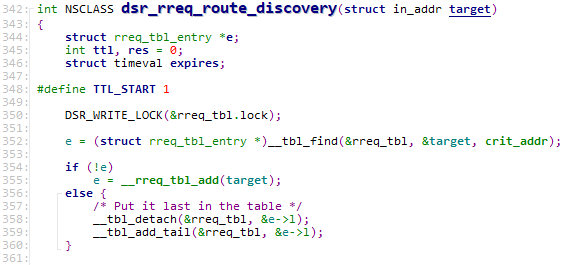 342: int NSCLASS dsr_rreq_route_discovery(struct in_addr target)
343: {
344:     struct rreq_tbl_entry *e;
345:     int ttl, res = 0;
346:     struct timeval expires;
347:
348: #define TTL_START 1
349:
350:     DSR_WRITE_LOCK(&rreq_tbl.lock);
351:
352:     e = (struct rreq_tbl_entry *)__tbl_find(&rreq_tbl, &target, crit_addr);
353:
354:     if (!e)
355:         e = __rreq_tbl_add(target);
356:     else {
357:         /* Put it last in the table */
358:         __tbl_detach(&rreq_tbl, &e->l);
359:         __tbl_add_tail(&rreq_tbl, &e->l);
360:     }
361: